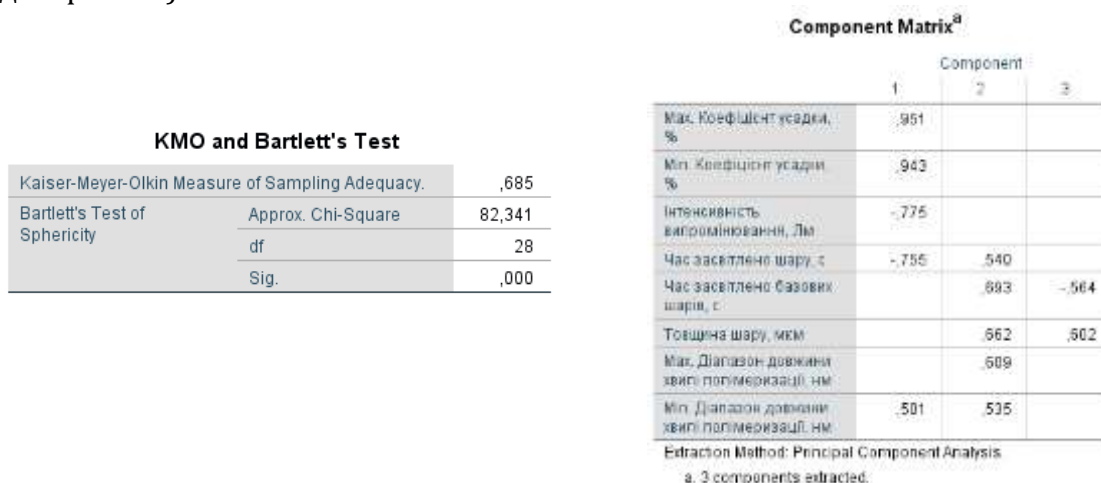 KMO and Bartlett's Test
Kaiser-Meyer-Olkin Measure of Sampling Adequacy. ,685
Bartlett's Test of Sphericity Approx. Chi-Square 82,341
df 28
Sig. ,000
Component Matrixª
Component
1 2 3
Max. Коефіцієнт усадки, % ,951
Min. Коефіцієнт усадки, % ,943
Інтенсивність
випромінювання, Лм -,775
Час засвітлено шару, с -,755 ,540
Час засвітлено базових
шарів, с ,693 -,564
Товщина шару, мкм ,662 ,602
Max. Діапазон довжини
хвилі полімеризації, нм
Min. Діапазон довжини
хвилі полімеризації, нм ,501 ,535
Extraction Method: Principal Component Analysis.
a. 3 components extracted.